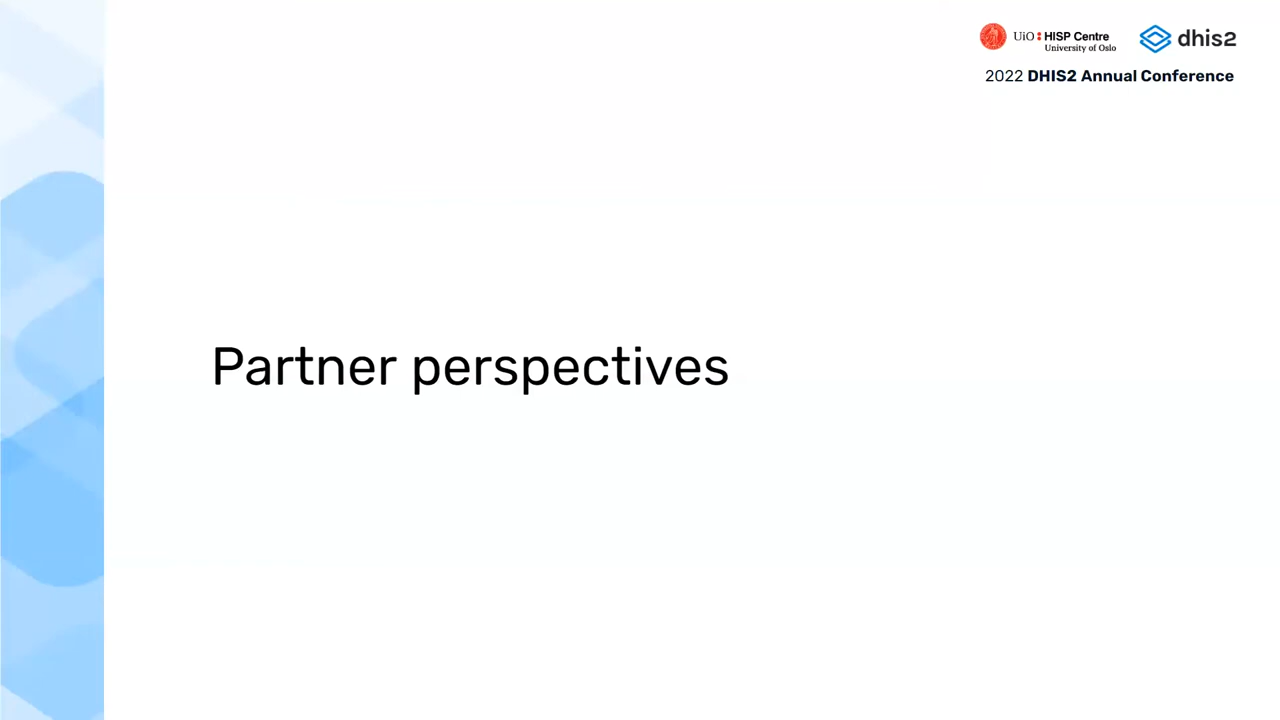 UiO HISP Centre
University of Oslo
dhis2
2022 DHIS2 Annual Conference
Partner perspectives